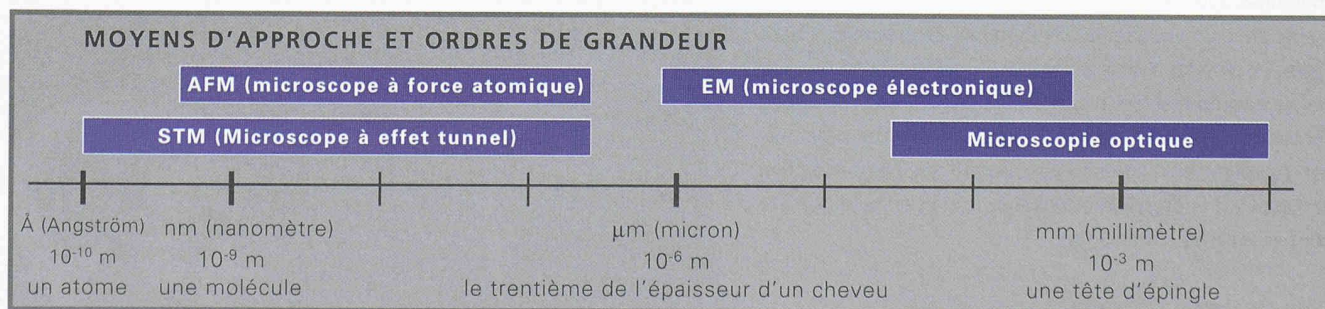 MOYENS D'APPROCHE ET ORDRES DE GRANDEUR
AFM (microscope à force atomique)
EM (microscope électronique)
STM (Microscope à effet tunnel)
Microscopie optique
Å (Angström)
10⁻¹⁰ m
un atome
nm (nanomètre)
10⁻⁹ m
une molécule
µm (micron)
10⁻⁶ m
le trentième de l'épaisseur d'un cheveu
mm (millimètre)
10⁻³ m
une tête d'épingle